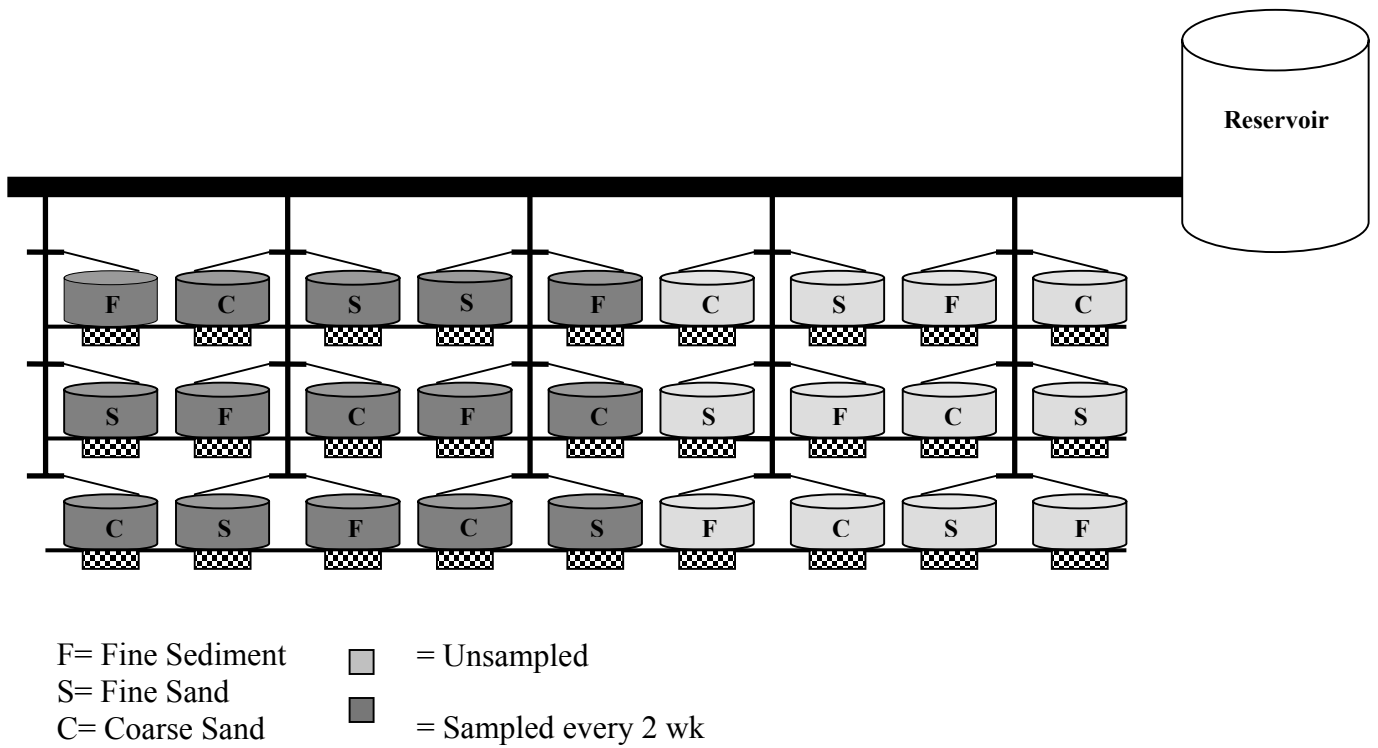 Reservoir
F C S S F C S F C
S F C F C S F C S
C S F C S F C S F
F= Fine Sediment
S= Fine Sand
C= Coarse Sand
= Unsampled
= Sampled every 2 wk